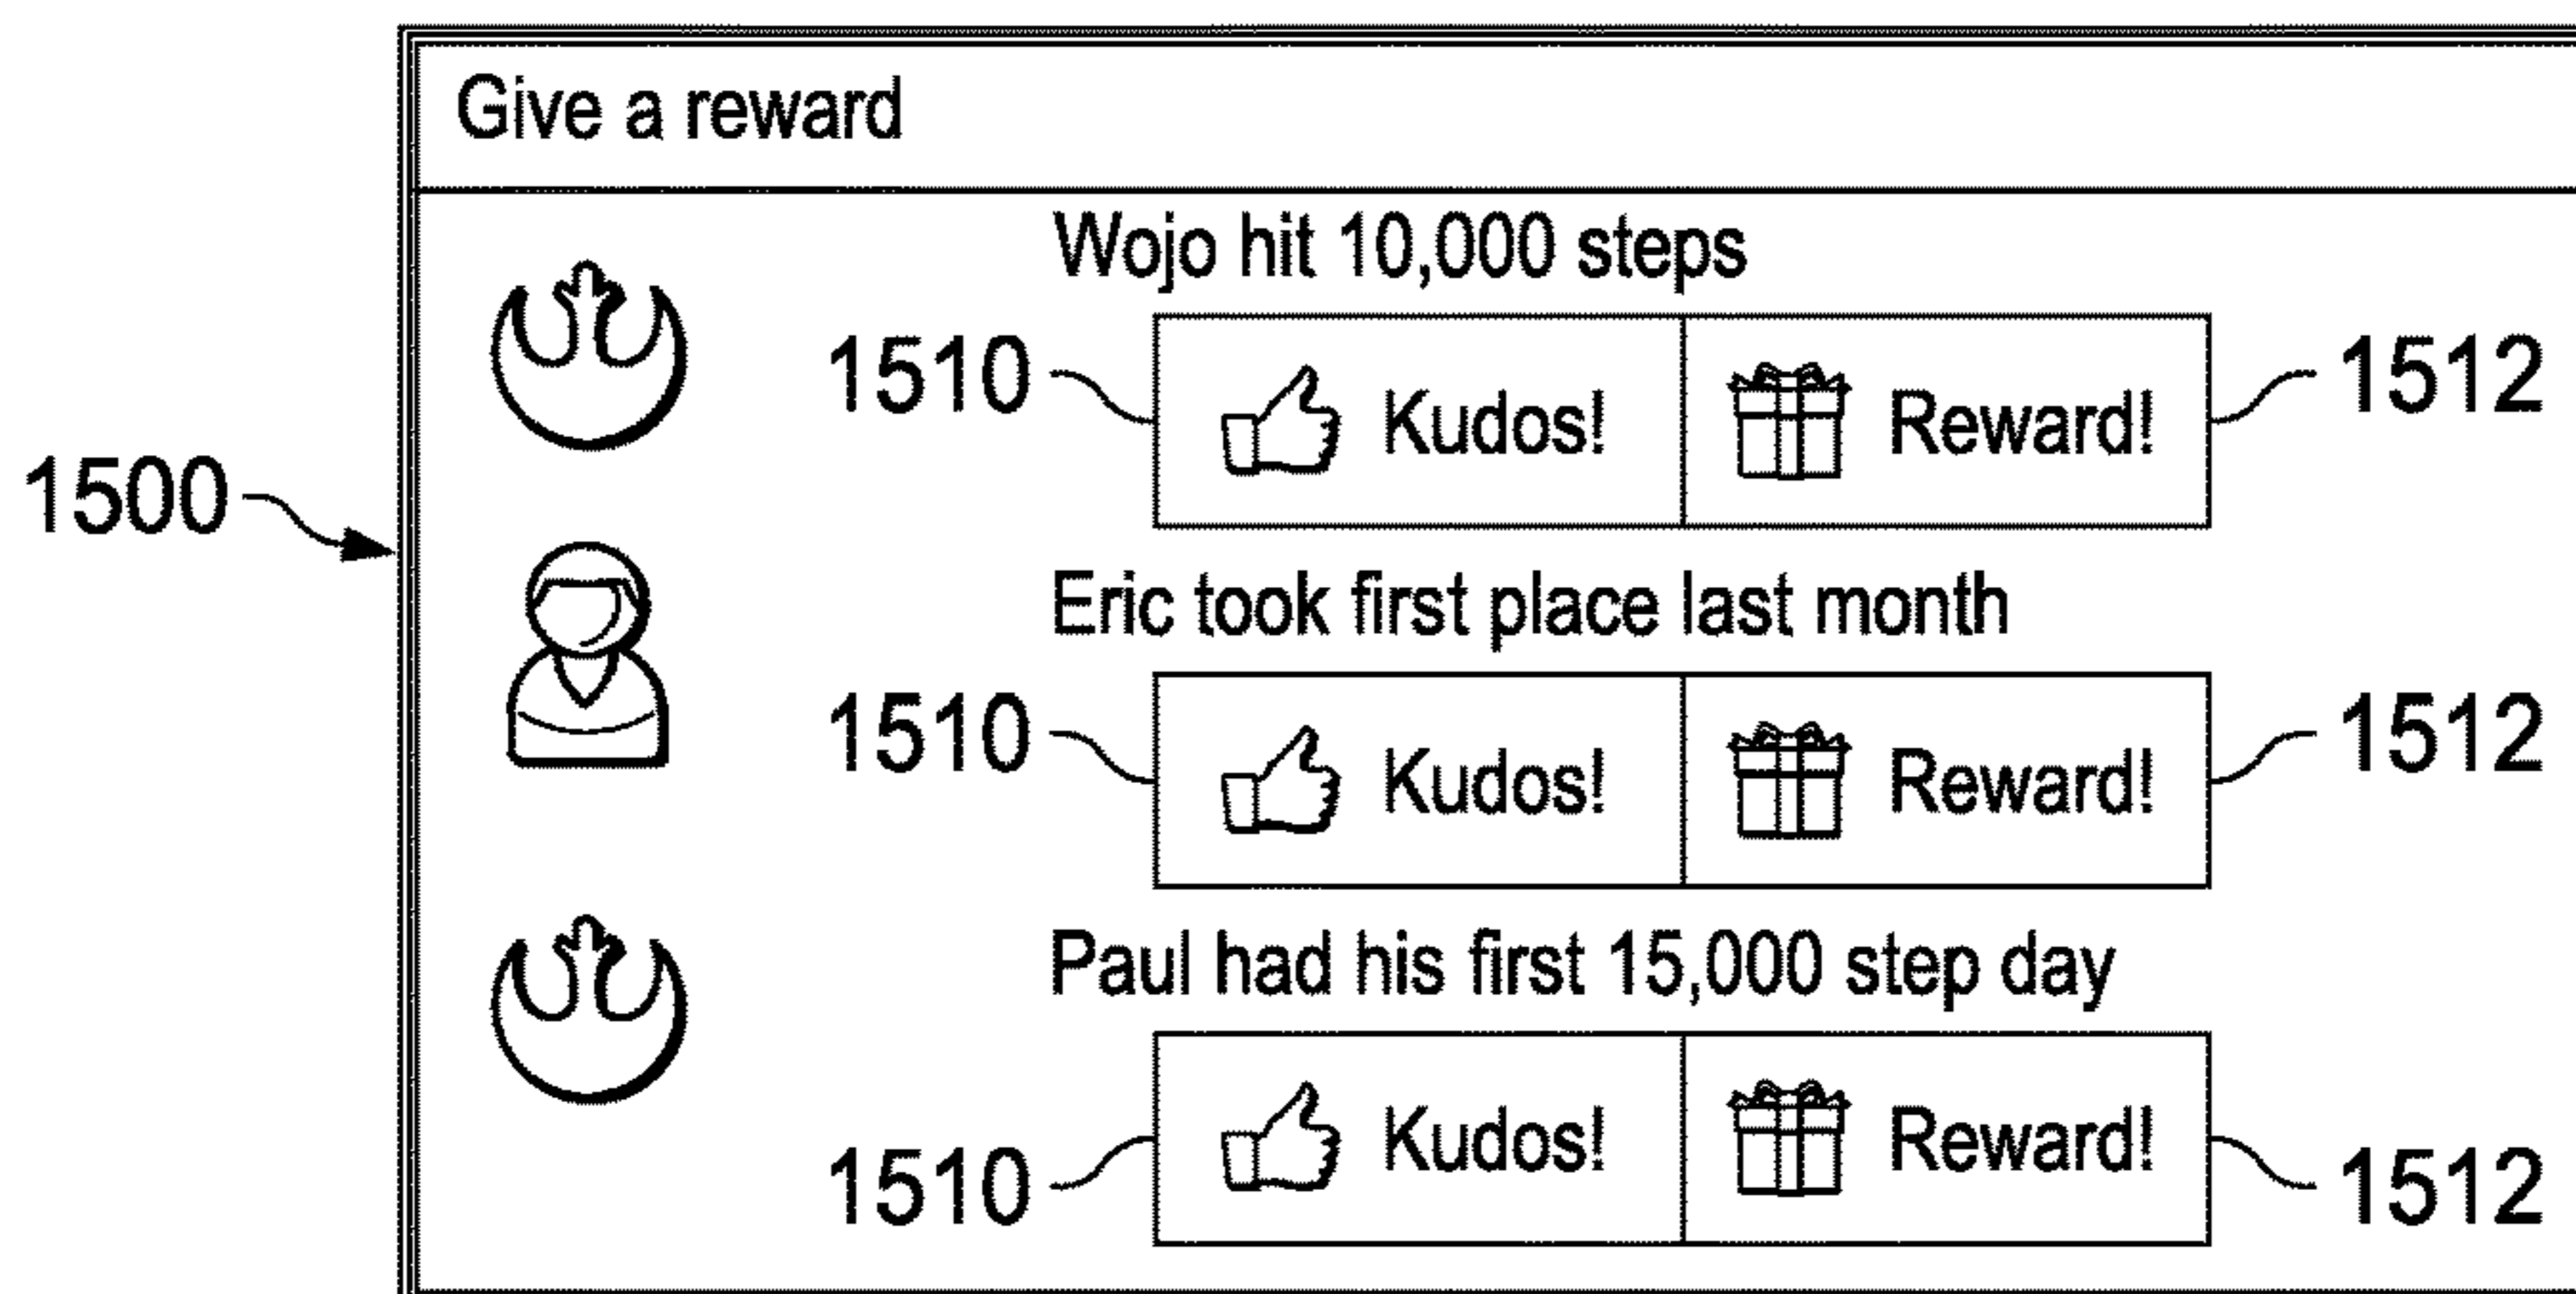 Give a reward
Wojo hit 10,000 steps
1510 Kudos! Reward! 1512
1500
Eric took first place last month
1510 Kudos! Reward! 1512
Paul had his first 15,000 step day
1510 Kudos! Reward! 1512